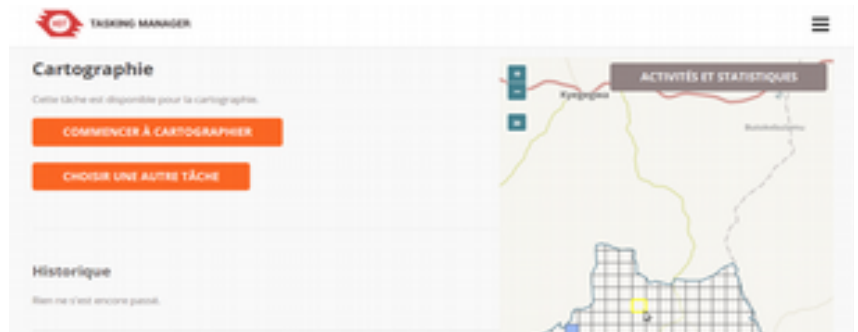 HOT
TASKING MANAGER
Cartographie
Cette tâche est disponible pour la cartographie.
COMMENCER À CARTOGRAPHIER
CHOISIR UNE AUTRE TÂCHE
Historique
Rien ne s'est encore passé.
ACTIVITÉS ET STATISTIQUES
Kyegegwa